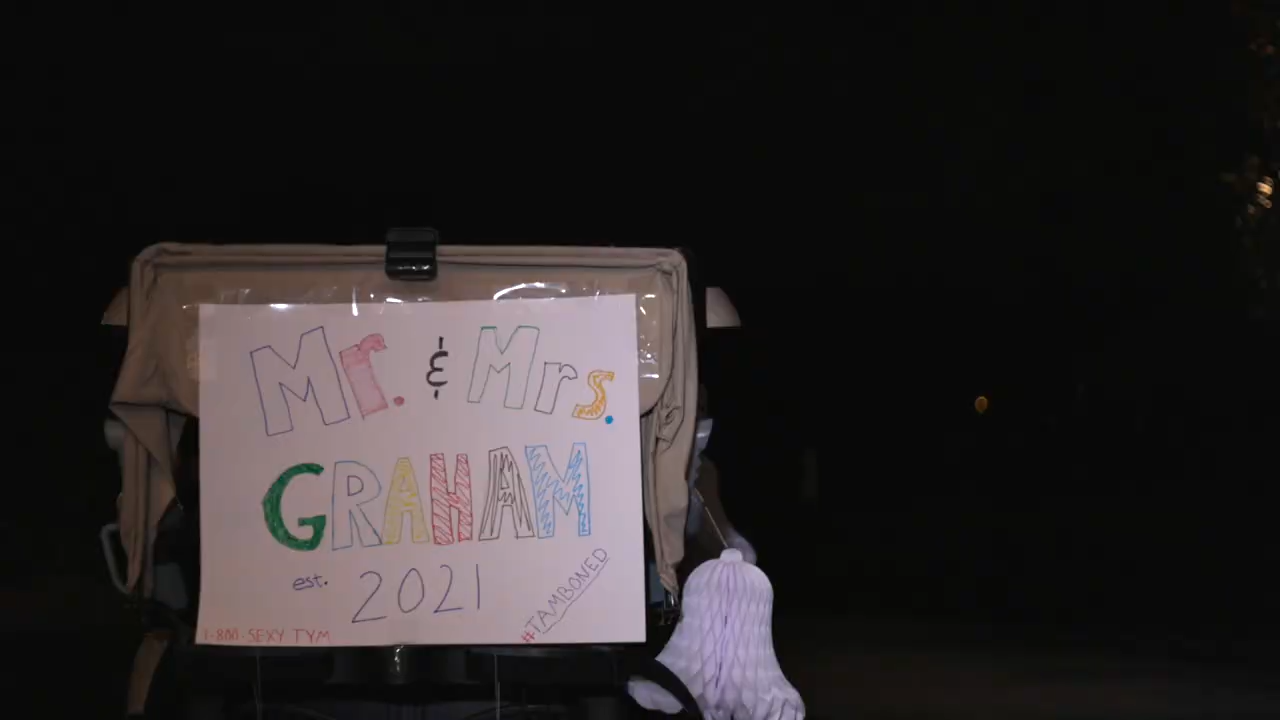 Mr. & Mrs.
GRAHAM
est. 2021
#TAMBONED
1-800-SEXY TYM